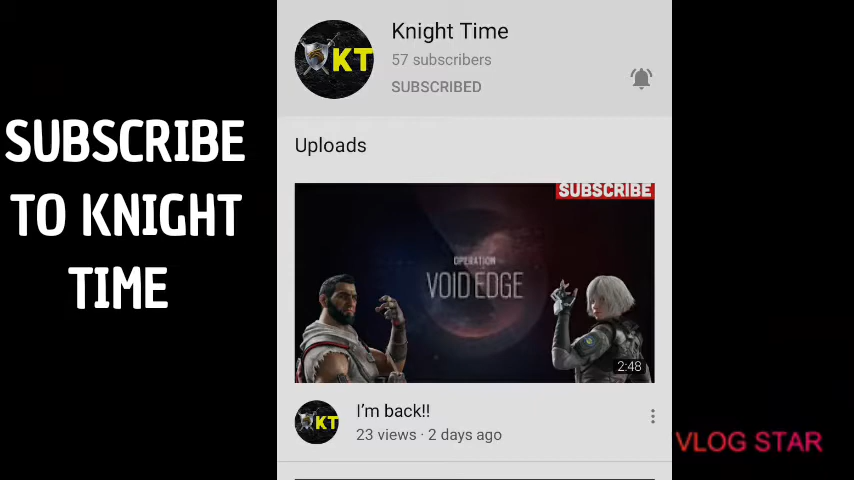 SUBSCRIBE
TO KNIGHT
TIME
KT
Knight Time
57 subscribers
SUBSCRIBED
Uploads
SUBSCRIBE
OPERATION
VOID EDGE
2:48
KT
I'm back!!
23 views · 2 days ago
VLOG STAR